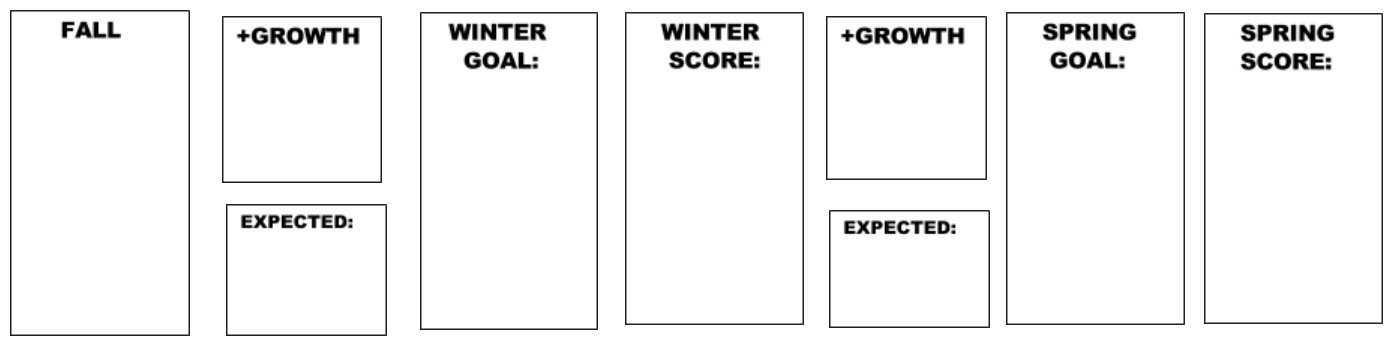 FALL
+GROWTH
EXPECTED:
WINTER
GOAL:
WINTER
SCORE:
+GROWTH
EXPECTED:
SPRING
GOAL:
SPRING
SCORE: